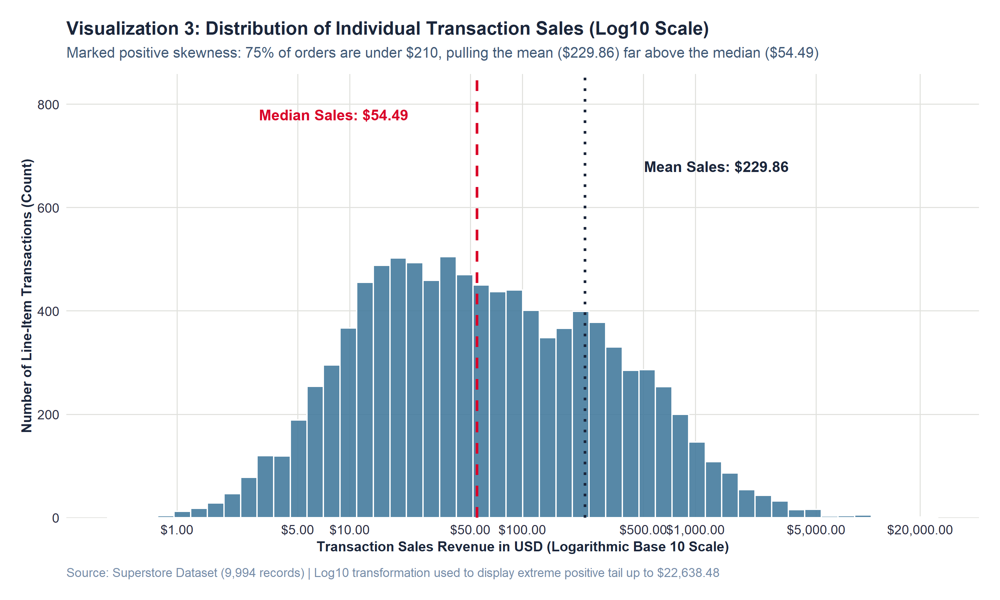 Visualization 3: Distribution of Individual Transaction Sales (Log10 Scale)
Marked positive skewness: 75% of orders are under $210, pulling the mean ($229.86) far above the median ($54.49)
Number of Line-Item Transactions (Count)
800
600
400
200
0
Median Sales: $54.49
Mean Sales: $229.86
$1.00
$5.00
$10.00
$50.00
$100.00
$500.00
$1,000.00
$5,000.00
$20,000.00
Transaction Sales Revenue in USD (Logarithmic Base 10 Scale)
Source: Superstore Dataset (9,994 records) | Log10 transformation used to display extreme positive tail up to $22,638.48